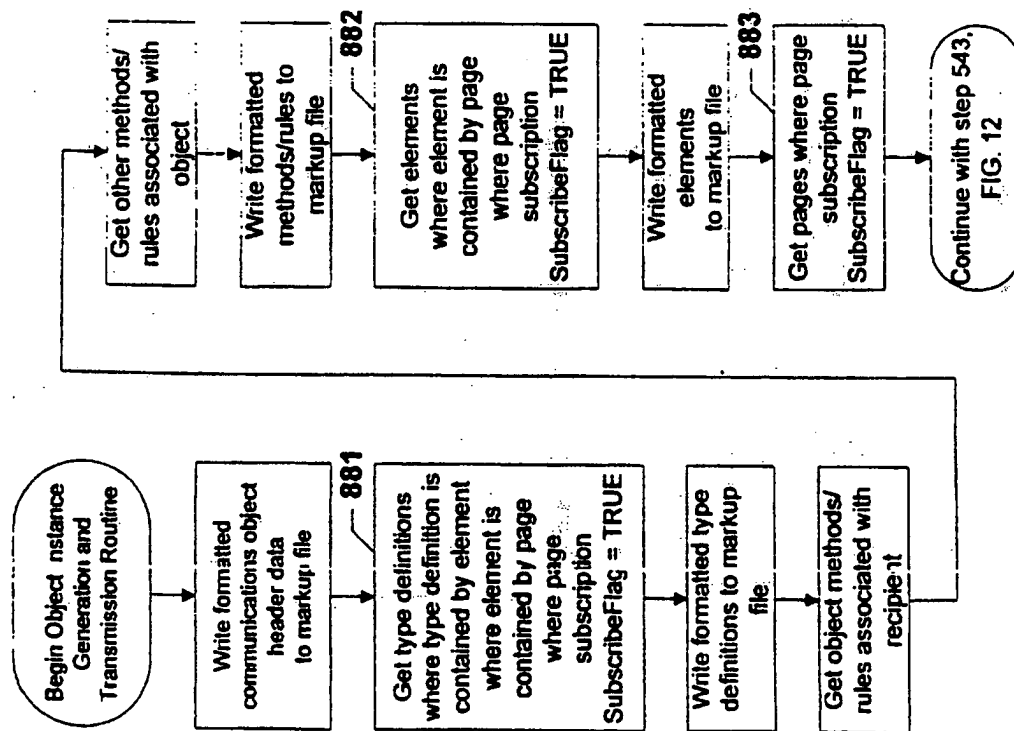 Begin Object nstance
Generation and
Transmission Routine
Write formatted
communications object
header data
to markup file
881
Get type definitions
where type definition is
contained by element
where element is
contained by page
where page
subscription
SubscribeFlag = TRUE
Write formatted type
definitions to markup
file
Get object methods/
rules associated with
recipient
Get other methods/
rules associated with
object
Write formatted
methods/rules to
markup file
882
Get elements
where element is
contained by page
where page
subscription
SubscribeFlag = TRUE
Write formatted
elements
to markup file
883
Get pages where page
subscription
SubscribeFlag = TRUE
Continue with step 543,
FIG. 12